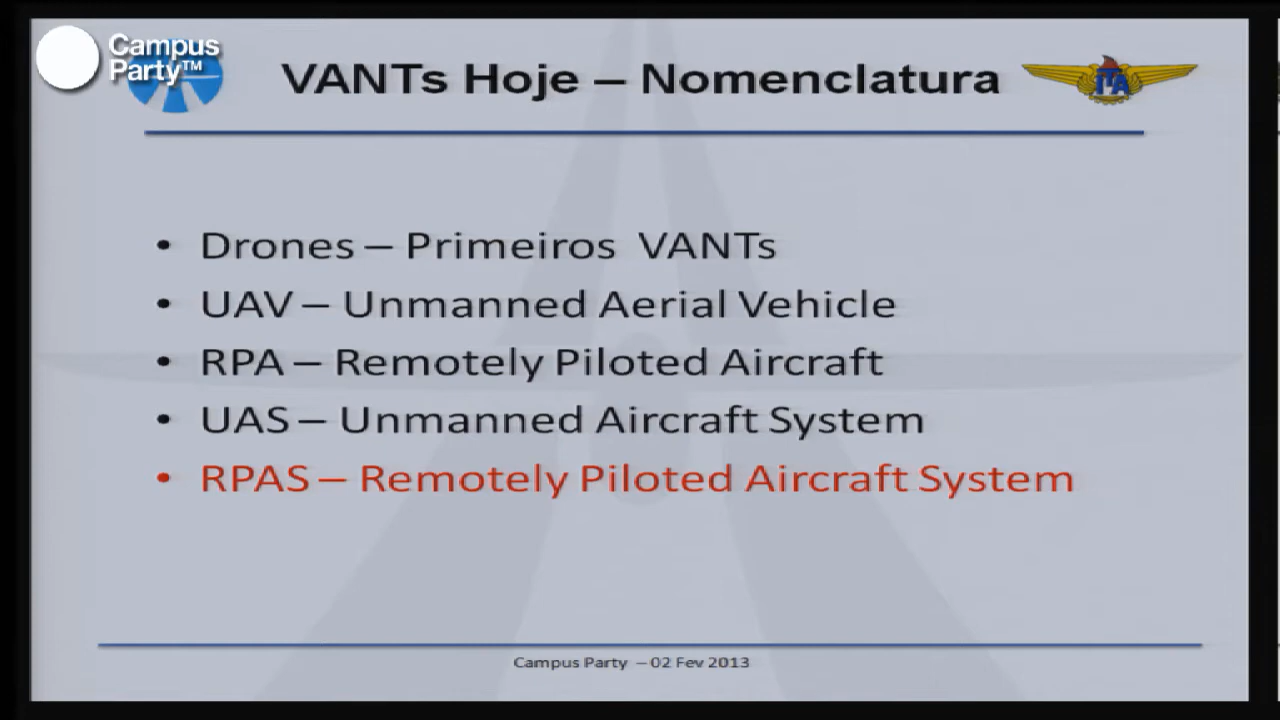 Campus
Party™
VANTs Hoje – Nomenclatura
ITA
• Drones – Primeiros VANTs
• UAV – Unmanned Aerial Vehicle
• RPA – Remotely Piloted Aircraft
• UAS – Unmanned Aircraft System
• RPAS – Remotely Piloted Aircraft System
Campus Party – 02 Fev 2013